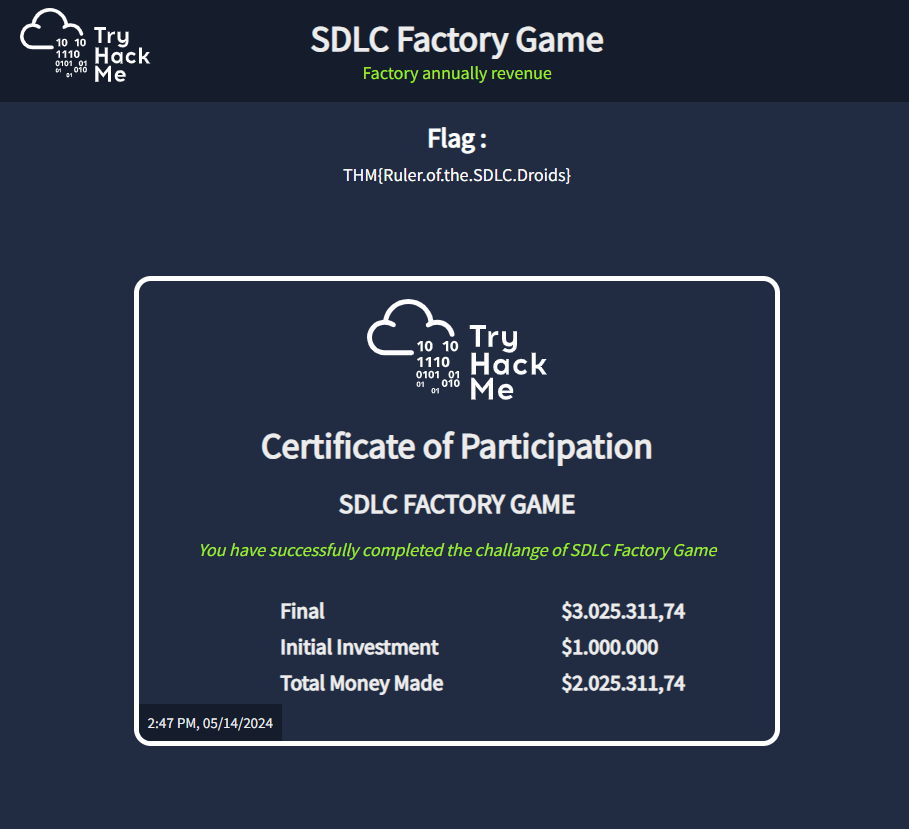 10 10
1110
0101 01
01 010
01
Try
Hack
Me
SDLC Factory Game
Factory annually revenue
Flag :
THM{Ruler.of.the.SDLC.Droids}
10 10
1110
0101 01
01 010
01
Try
Hack
Me
Certificate of Participation
SDLC FACTORY GAME
You have successfully completed the challange of SDLC Factory Game
Final $3.025.311,74
Initial Investment $1.000.000
Total Money Made $2.025.311,74
2:47 PM, 05/14/2024